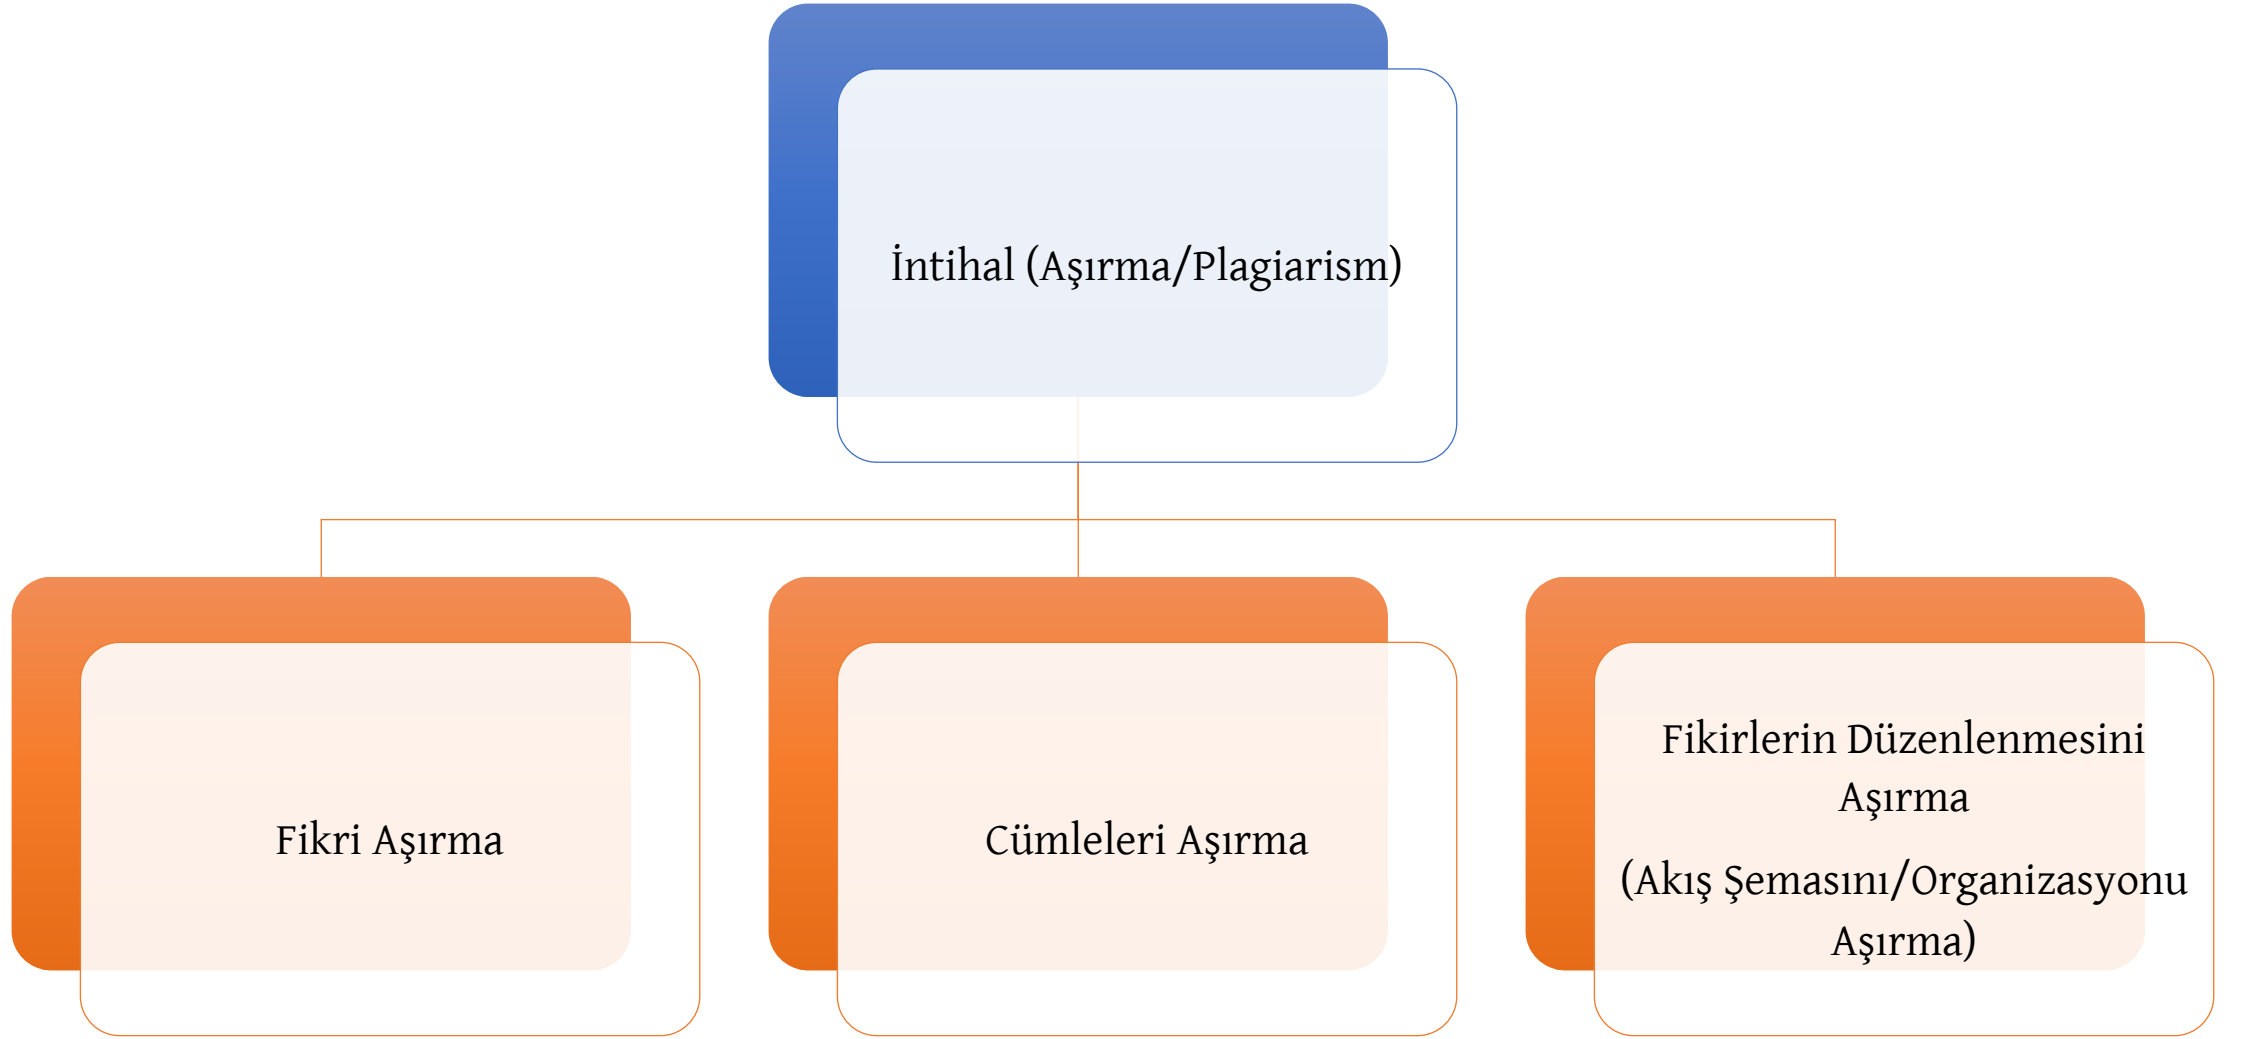 İntihal (Aşırma/Plagiarism)
Fikri Aşırma
Cümleleri Aşırma
Fikirlerin Düzenlenmesini
Aşırma
(Akış Şemasını/Organizasyonu
Aşırma)